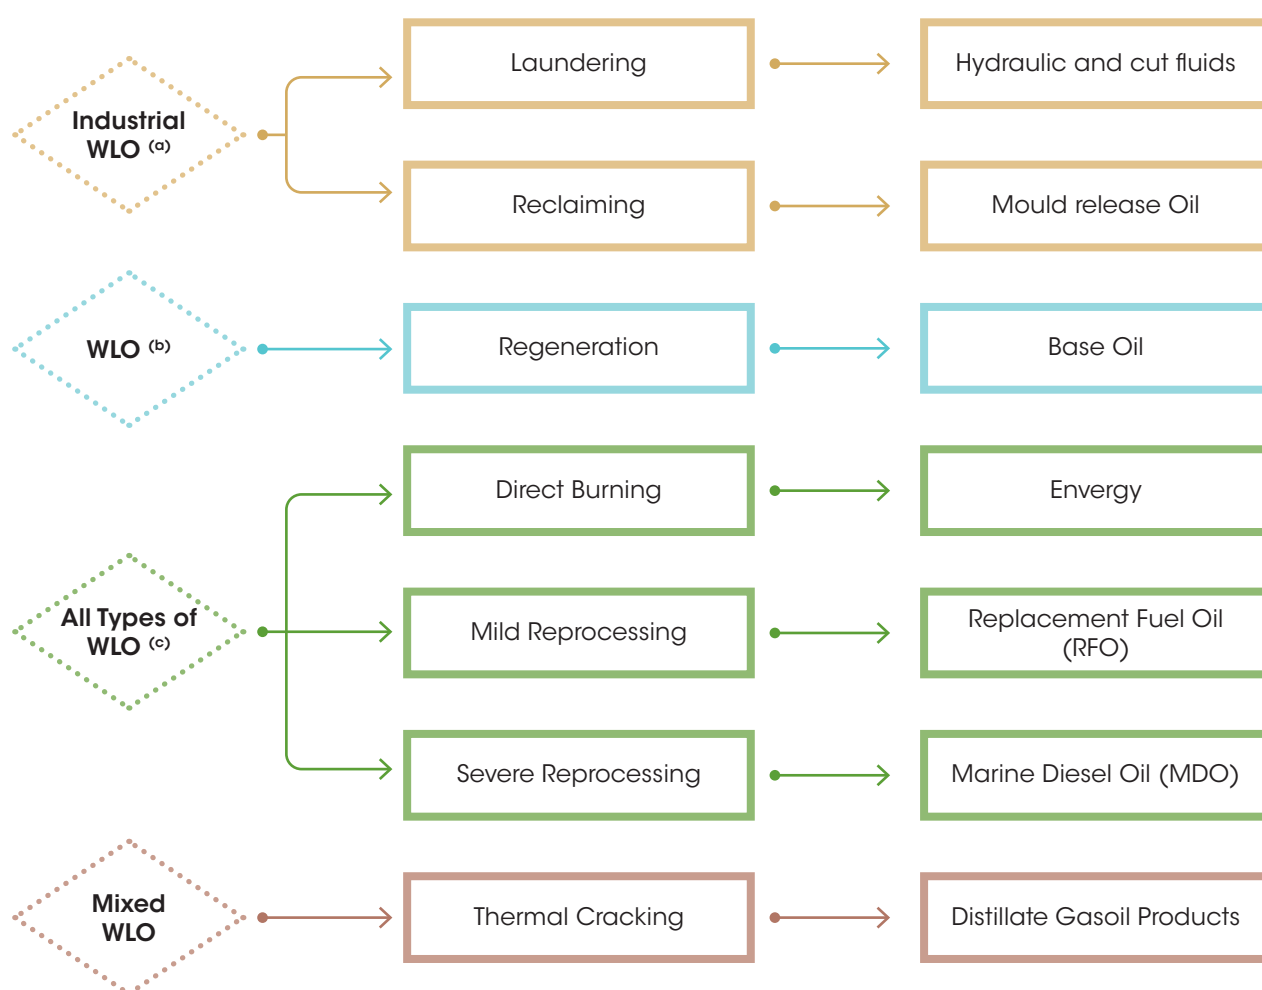 Industrial
WLO (a)
Laundering
Hydraulic and cut fluids
Reclaiming
Mould release Oil
WLO (b)
Regeneration
Base Oil
All Types of
WLO (c)
Direct Burning
Envergy
Mild Reprocessing
Replacement Fuel Oil
(RFO)
Severe Reprocessing
Marine Diesel Oil (MDO)
Mixed
WLO
Thermal Cracking
Distillate Gasoil Products